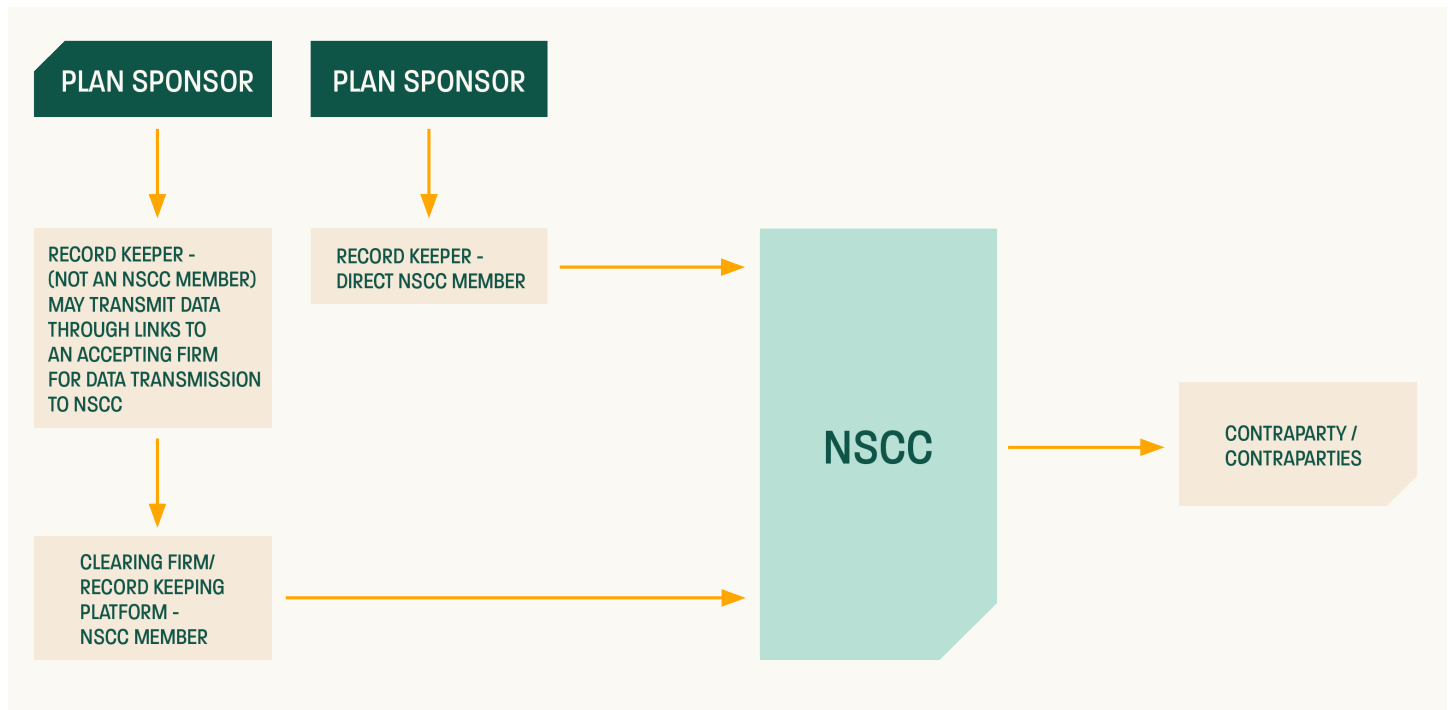 PLAN SPONSOR
PLAN SPONSOR
RECORD KEEPER -
(NOT AN NSCC MEMBER)
MAY TRANSMIT DATA
THROUGH LINKS TO
AN ACCEPTING FIRM
FOR DATA TRANSMISSION
TO NSCC
RECORD KEEPER -
DIRECT NSCC MEMBER
CLEARING FIRM/
RECORD KEEPING
PLATFORM -
NSCC MEMBER
NSCC
CONTRAPARTY /
CONTRAPARTIES